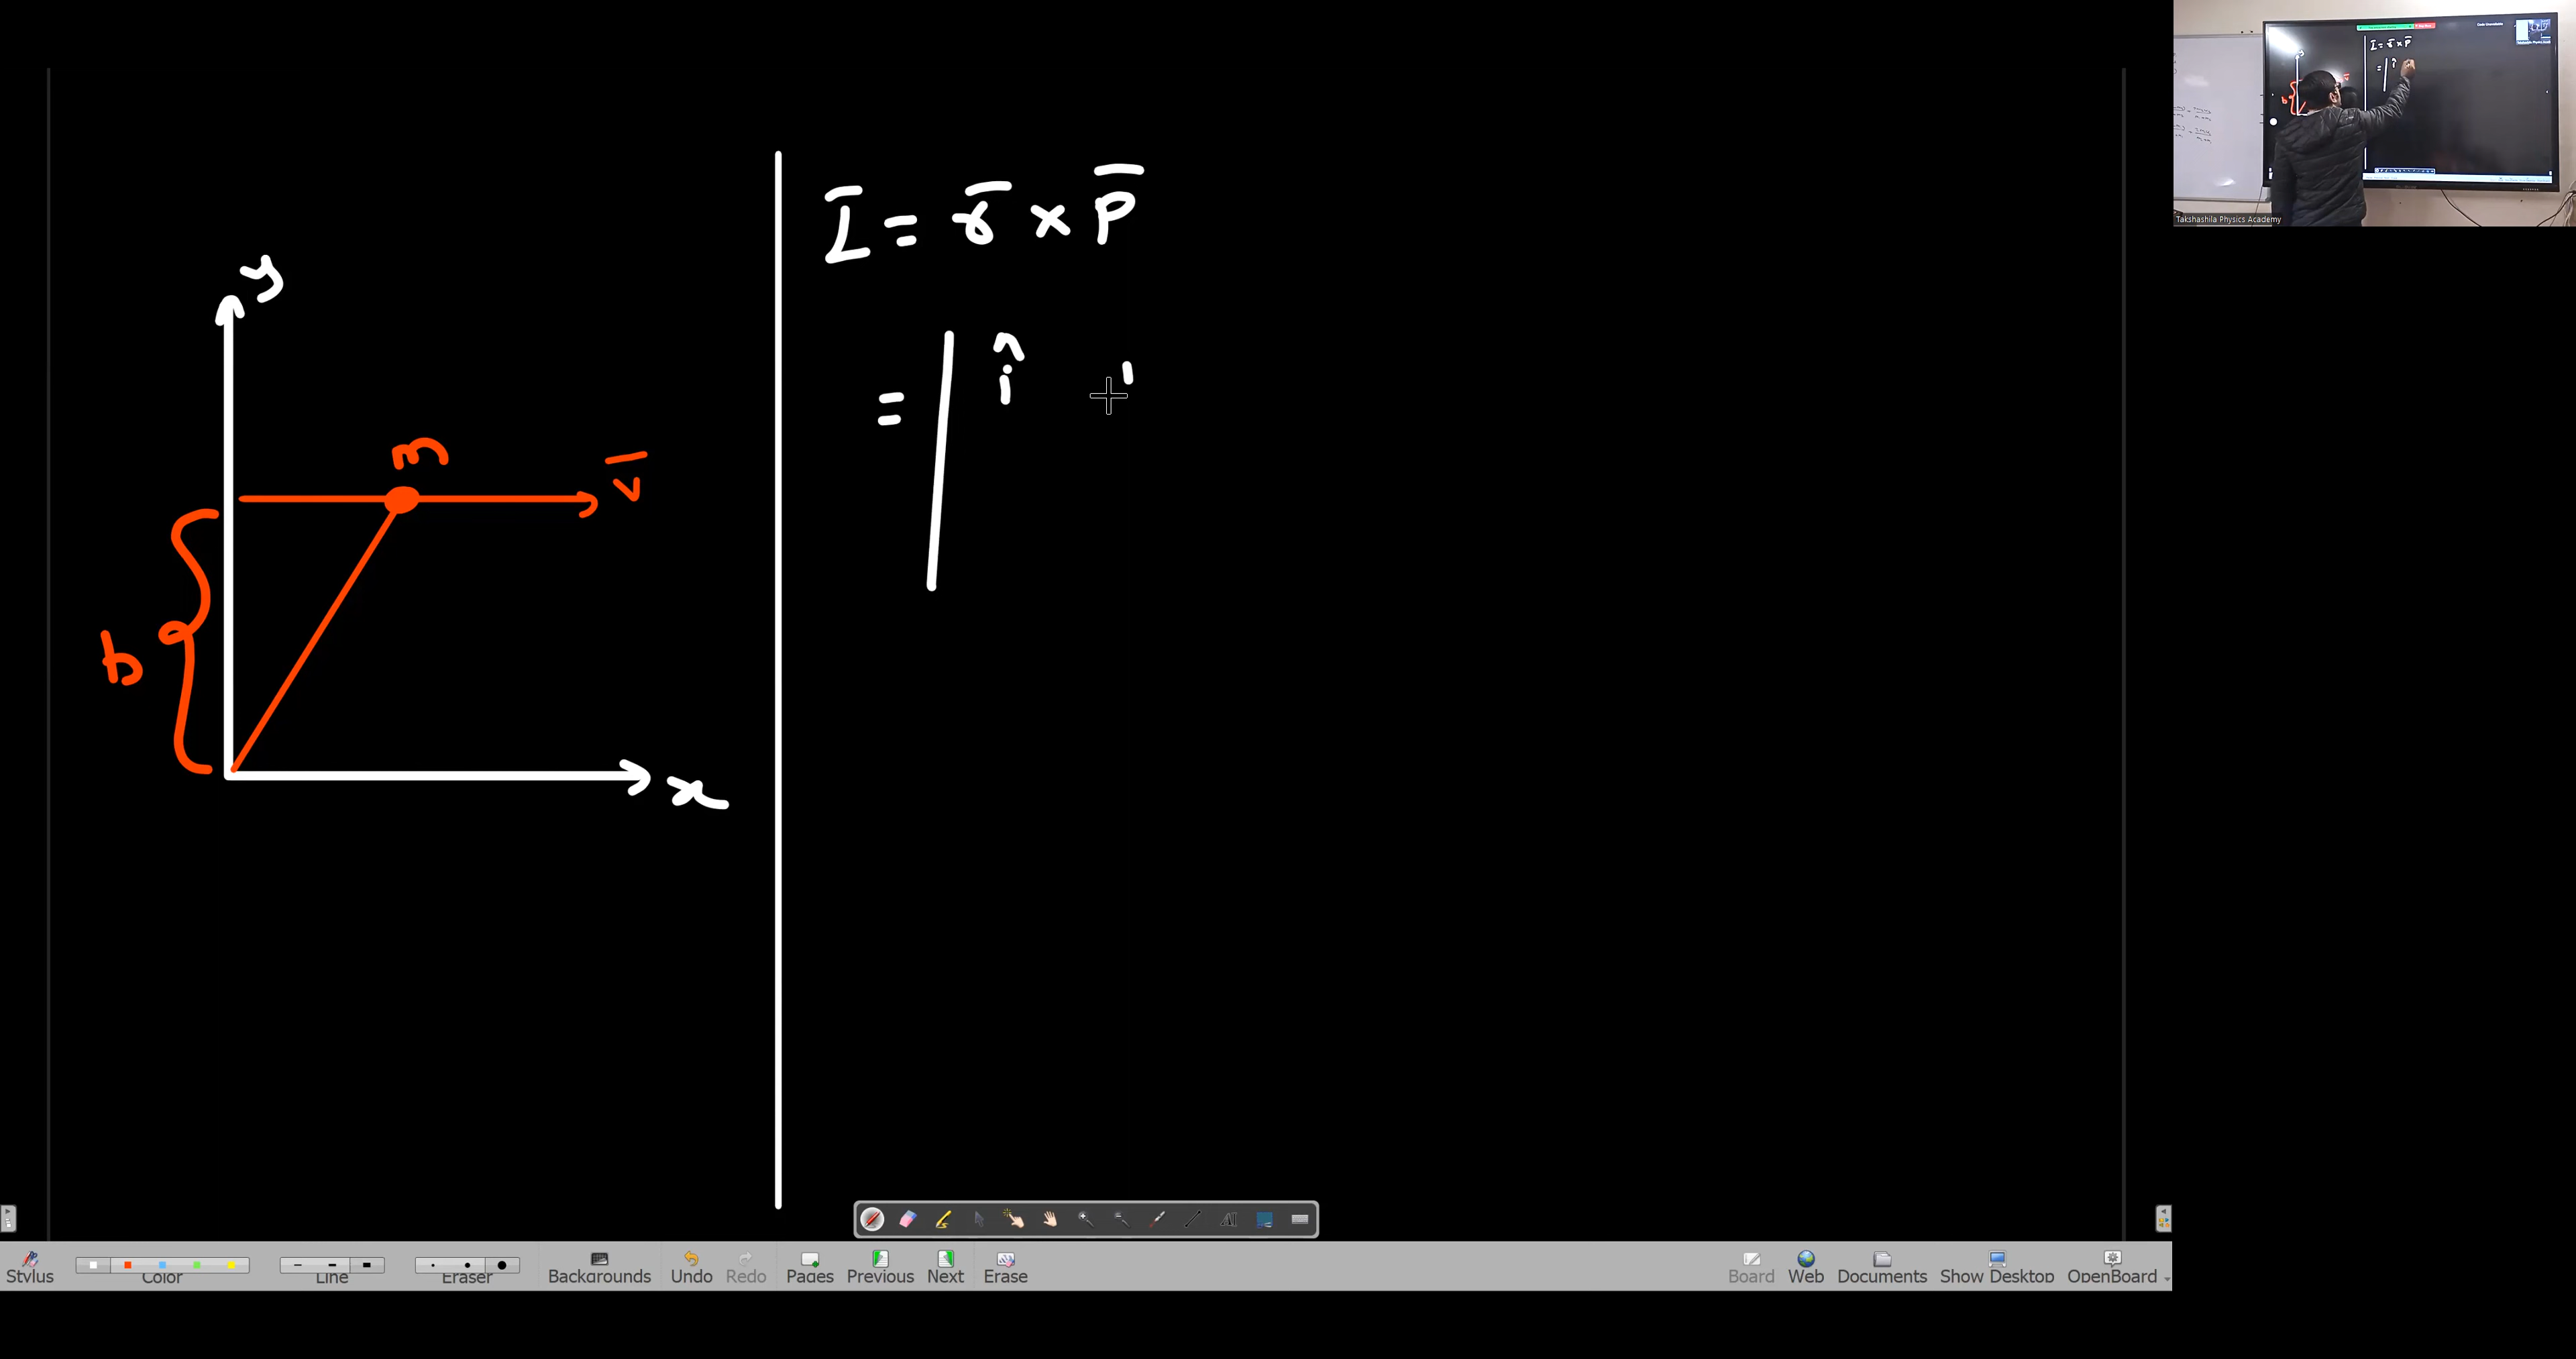 L̄ = r̄ × p̄
= | î
y
m
v̄
b
x
Takshashila Physics Academy
Stylus Color Line Eraser Backgrounds Undo Redo Pages Previous Next Erase Board Web Documents Show Desktop OpenBoard